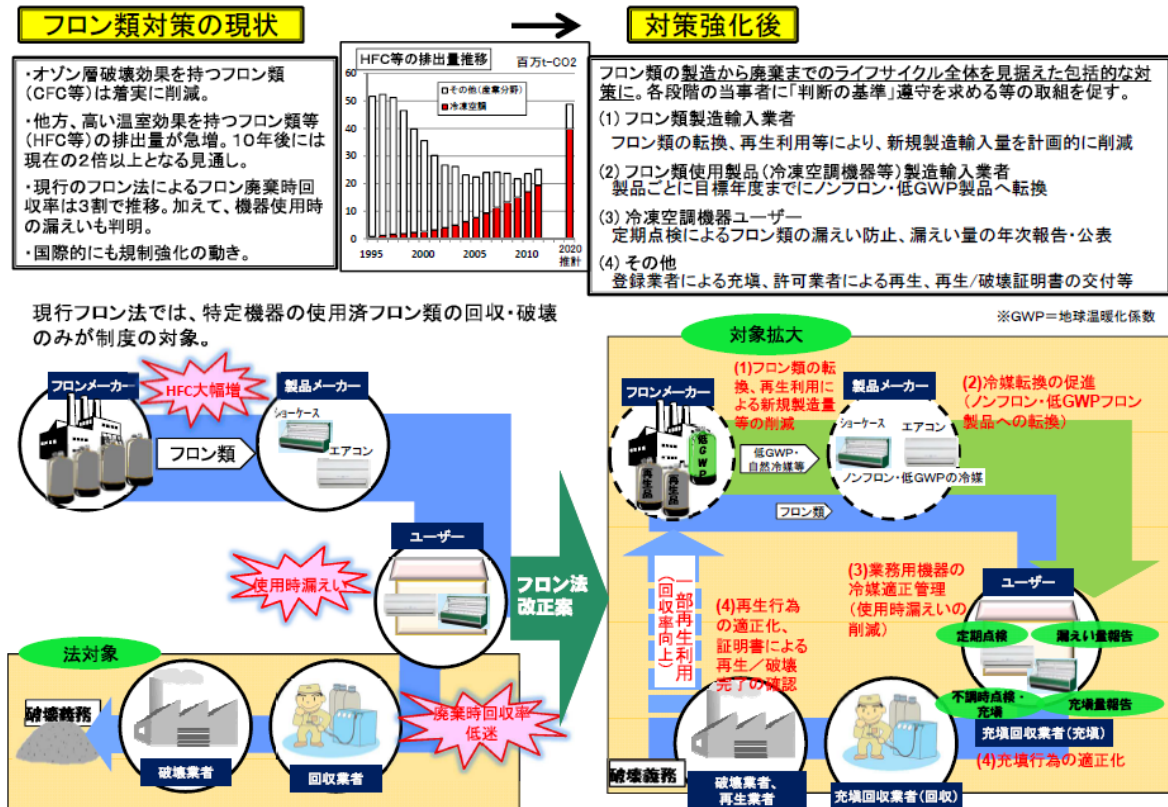 フロン類対策の現状
対策強化後
・オゾン層破壊効果を持つフロン類
(CFC等)は着実に削減。
・他方、高い温室効果を持つフロン類等
(HFC等)の排出量が急増。10年後には
現在の2倍以上となる見通し。
・現行のフロン法によるフロン廃棄時回
収率は3割で推移。加えて、機器使用時
の漏えいも判明。
・国際的にも規制強化の動き。
HFC等の排出量推移 百万t-CO2
60
50
40
30
20
10
0
その他(産業分野)
冷凍空調
1995 2000 2005 2010 2020
推計
フロン類の製造から廃棄までのライフサイクル全体を見据えた包括的な対
策に。各段階の当事者に「判断の基準」遵守を求める等の取組を促す。
(1) フロン類製造輸入業者
フロン類の転換、再生利用等により、新規製造輸入量を計画的に削減
(2) フロン類使用製品(冷凍空調機器等)製造輸入業者
製品ごとに目標年度までにノンフロン・低GWP製品へ転換
(3) 冷凍空調機器ユーザー
定期点検によるフロン類の漏えい防止、漏えい量の年次報告・公表
(4) その他
登録業者による充塡、許可業者による再生、再生/破壊証明書の交付等
※GWP=地球温暖化係数
現行フロン法では、特定機器の使用済フロン類の回収・破壊
のみが制度の対象。
フロンメーカー
HFC大幅増
製品メーカー
ショーケース
エアコン
フロン類
ユーザー
使用時漏えい
フロン法
改正案
法対象
破壊義務
破壊業者
回収業者
廃棄時回収率
低迷
対象拡大
フロンメーカー
(1)フロン類の転
換、再生利用に
よる新規製造量
等の削減
製品メーカー
(2)冷媒転換の促進
(ノンフロン・低GWPフロン
製品への転換)
低GWP
再生品
再生品
低GWP・
自然冷媒等
ショーケース
エアコン
ノンフロン・低GWPの冷媒
フロン類
一部再生利用
(回収率向上)
(4)再生行為
の適正化、
証明書による
再生/破壊
完了の確認
(3)業務用機器の
冷媒適正管理
(使用時漏えいの
削減)
ユーザー
定期点検
漏えい量報告
不調時点検・
充塡
充塡量報告
充塡回収業者(充塡)
(4)充塡行為の適正化
破壊義務
破壊業者、
再生業者
充塡回収業者(回収)